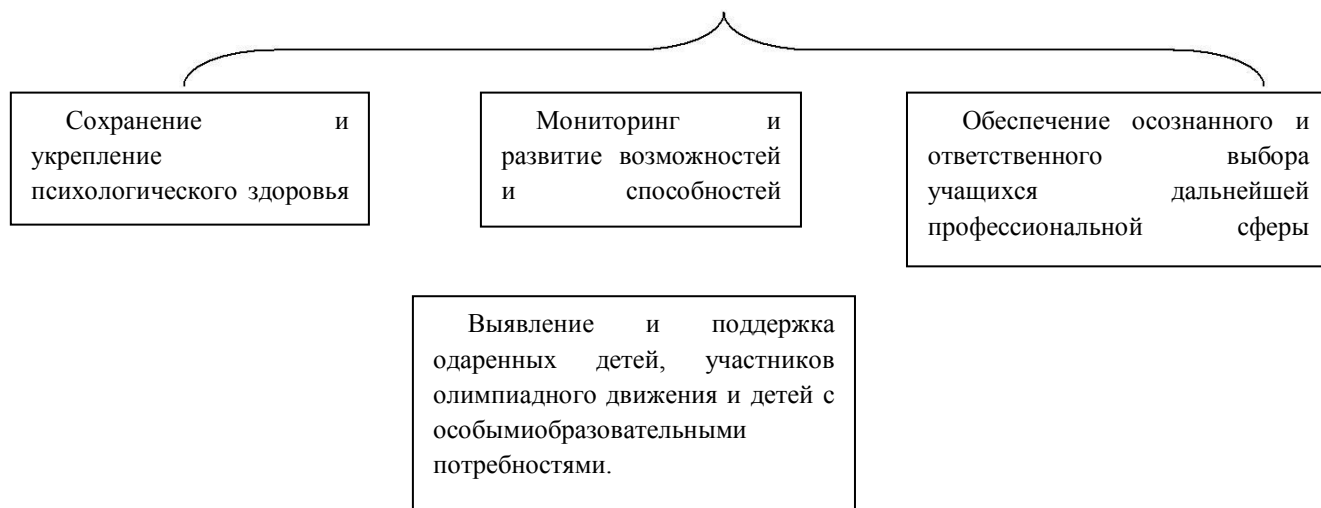 Сохранение и
укрепление
психологического здоровья
Мониторинг и
развитие возможностей
и способностей
Обеспечение осознанного и
ответственного выбора
учащихся дальнейшей
профессиональной сферы
Выявление и поддержка
одаренных детей, участников
олимпиадного движения и детей с
особымиобразовательными
потребностями.